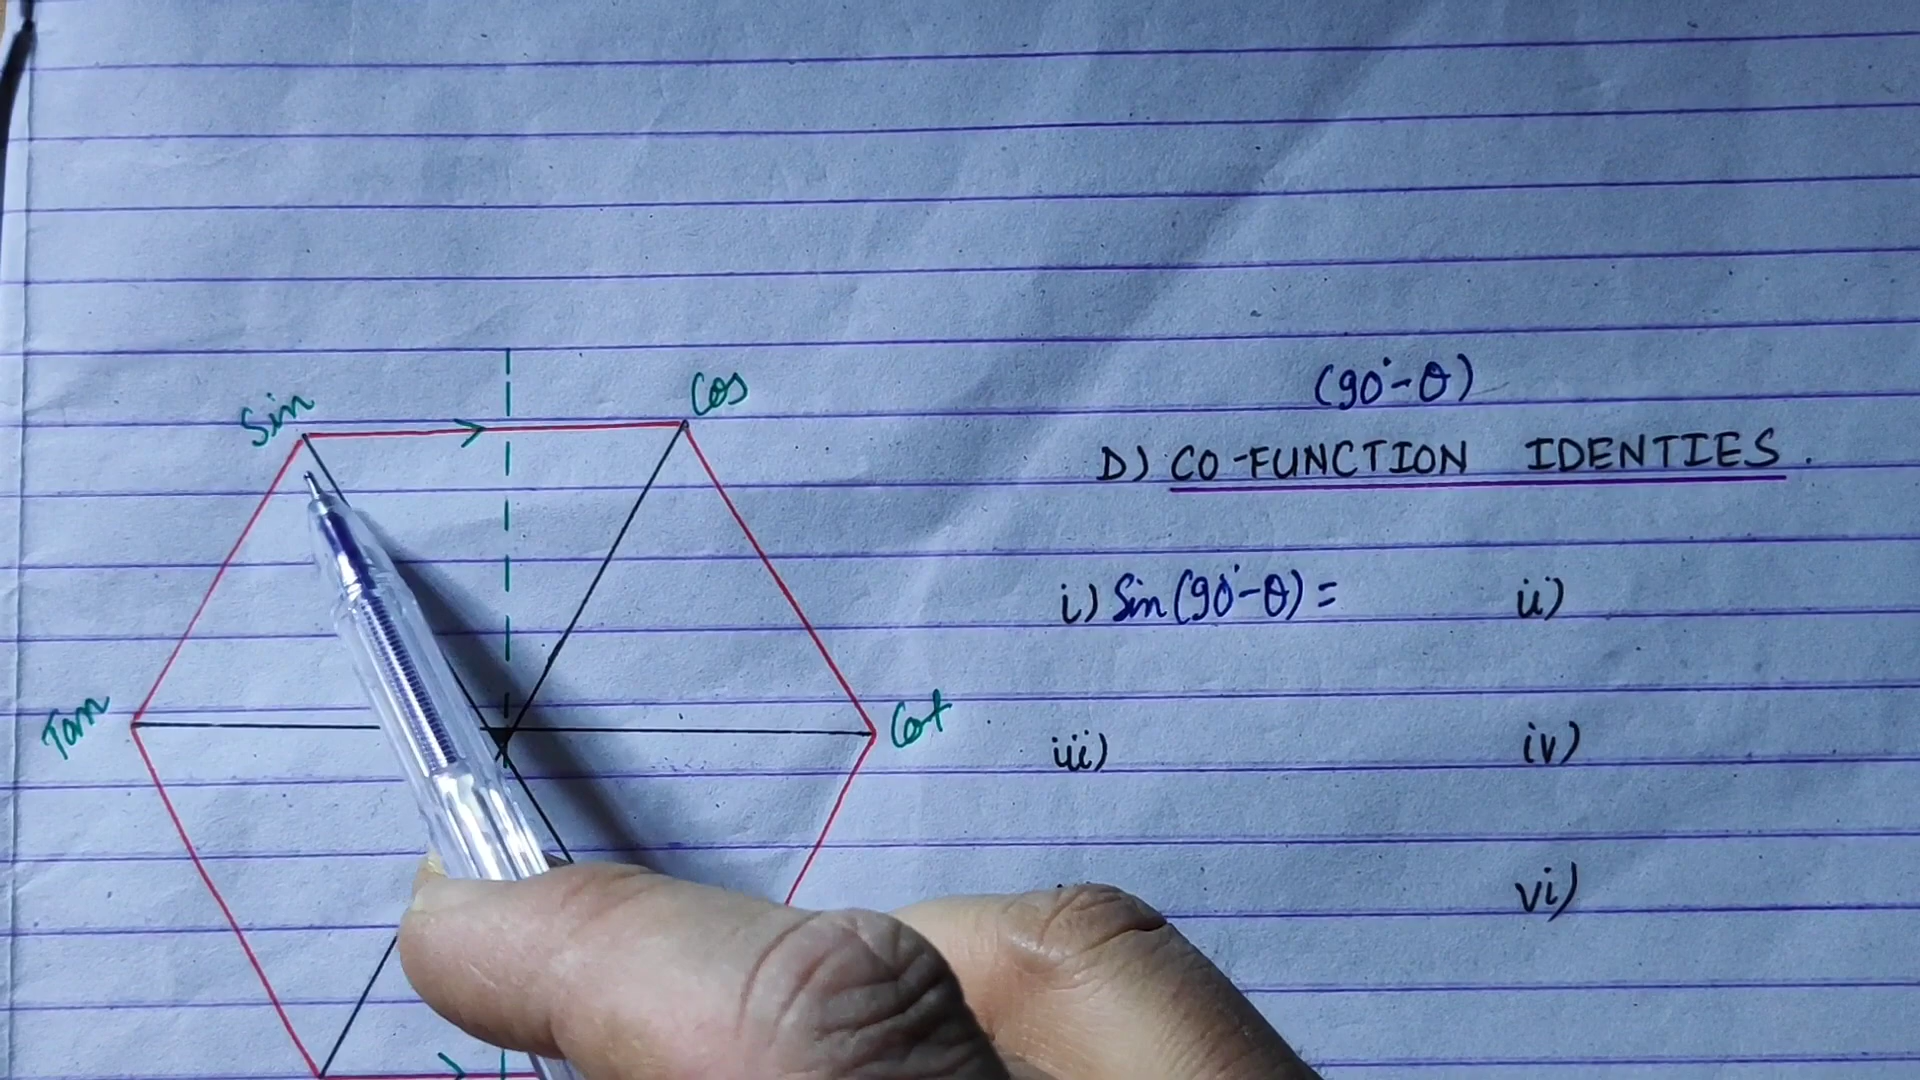 Sin
Cos
Tan
Cot
(90°-θ)
D) CO-FUNCTION IDENTIES.
i) Sin(90°-θ) =
ii)
iii)
iv)
vi)